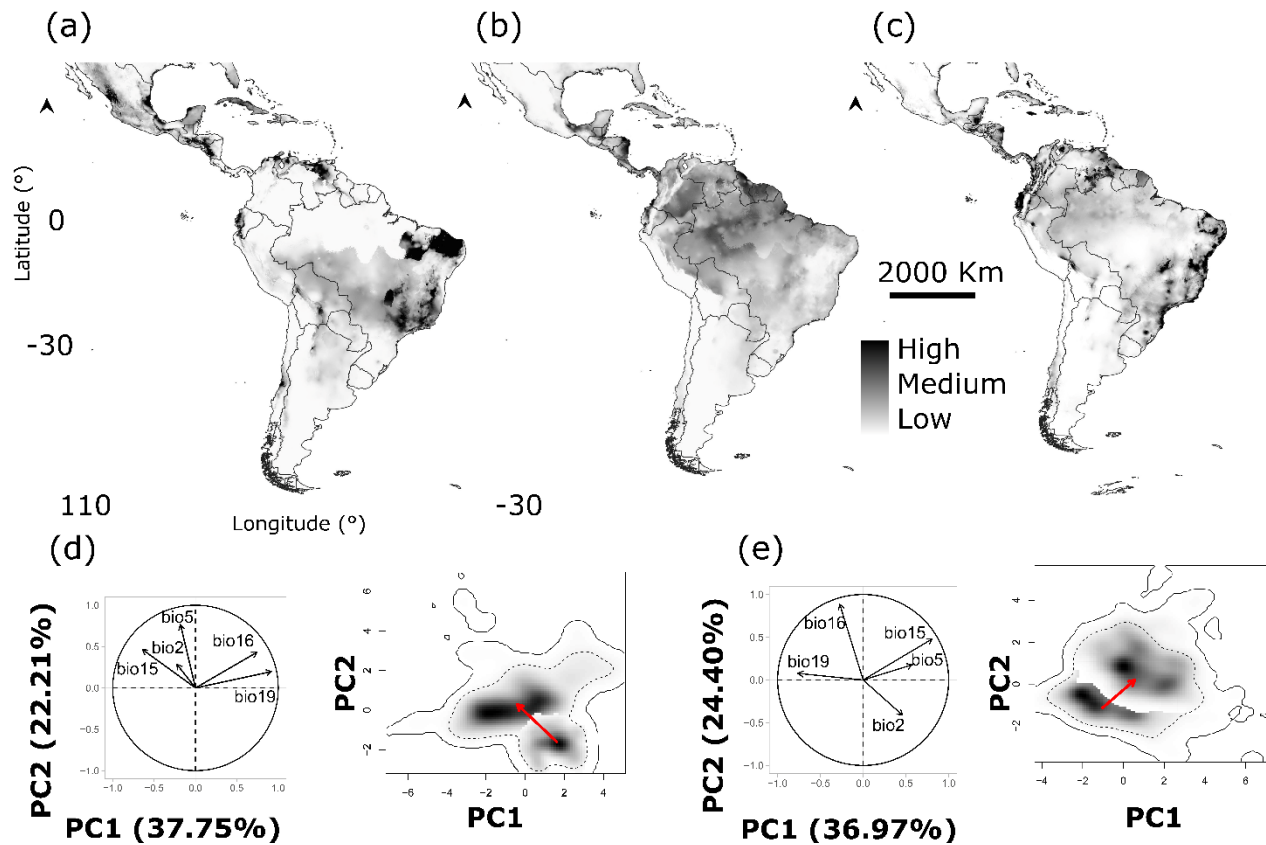 (a)
(b)
(c)
Latitude (°)
0
-30
2000 Km
High
Medium
Low
110
-30
Longitude (°)
(d)
(e)
PC2 (22.21%)
1.0
0.5
0.0
0.5
−1.0
bio5
bio2
bio15
bio16
bio19
−1.0
−0.5
0.0
0.5
1.0
PC1 (37.75%)
PC2
6
4
2
0
−2
−6
−4
−2
0
2
4
PC1
PC2 (24.40%)
1.0
0.5
0.0
0.5
−1.0
bio16
bio15
bio19
bio5
bio2
−1.0
−0.5
0.0
0.5
1.0
PC1 (36.97%)
PC2
4
2
0
−2
−4
−2
0
2
4
6
PC1